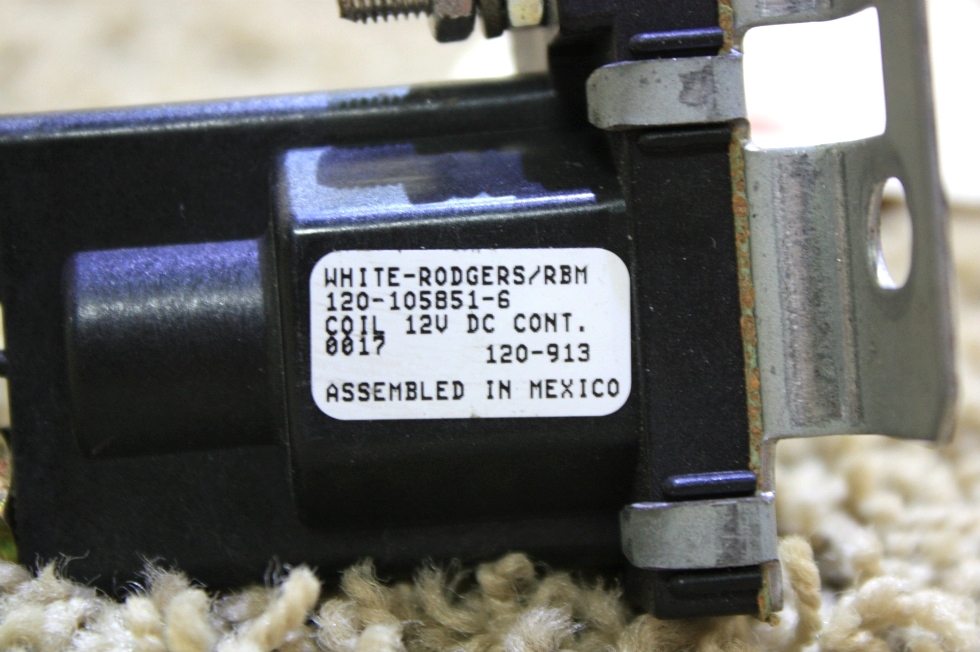 WHITE-RODGERS/RBM
120-105851-6
COIL 12V DC CONT.
0017 120-913
ASSEMBLED IN MEXICO